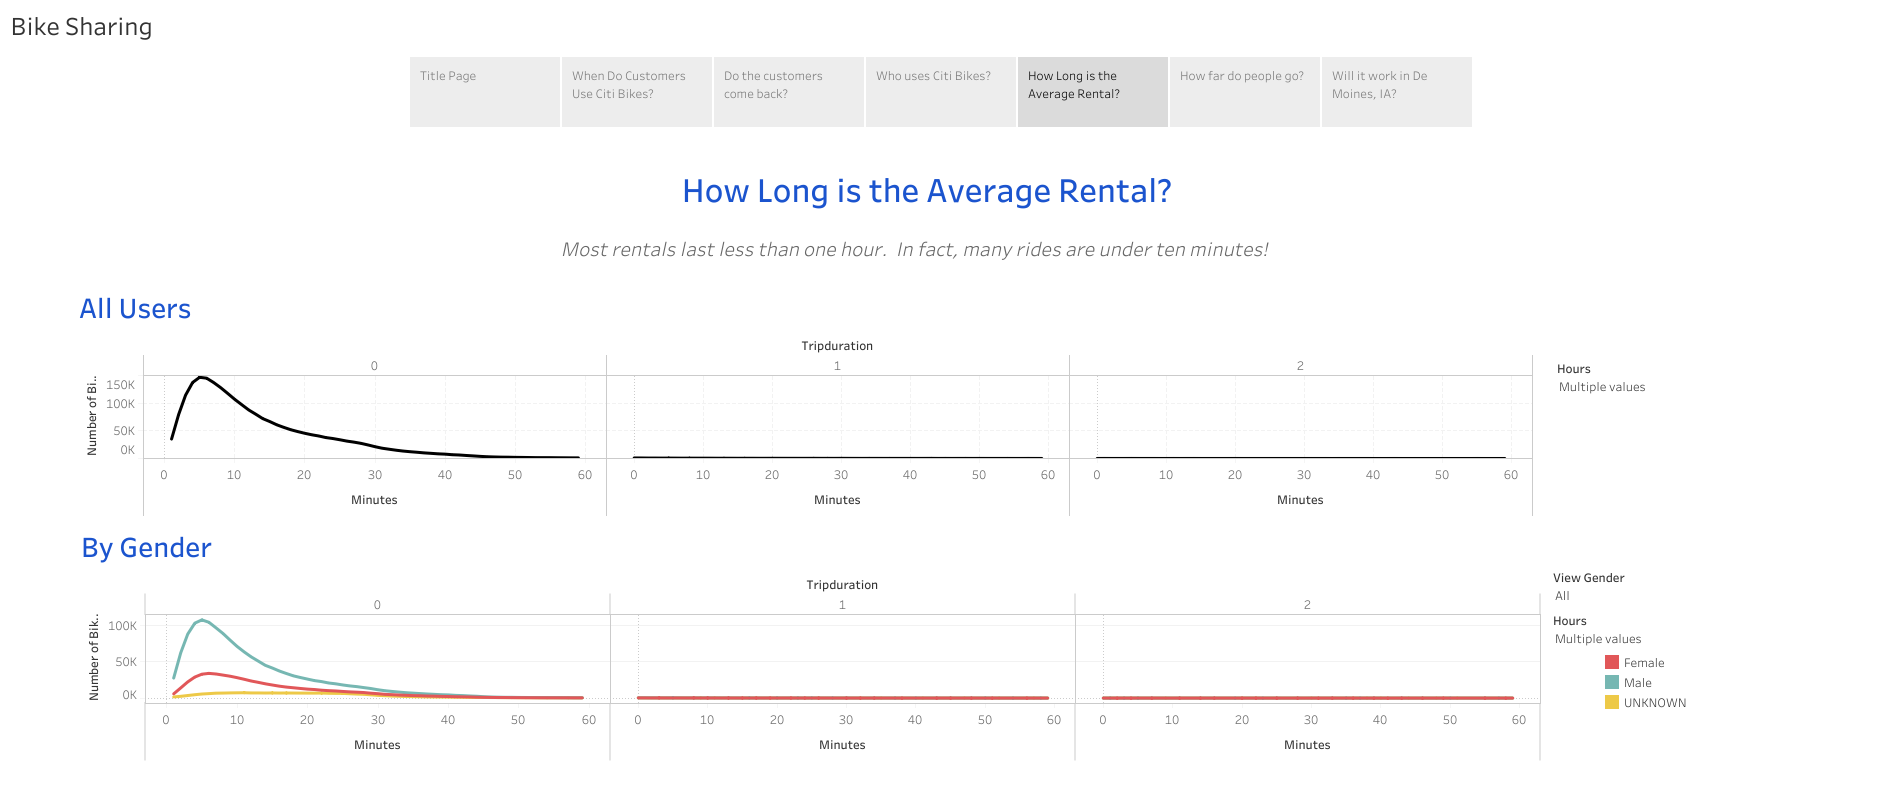 Bike Sharing
Title Page
When Do Customers
Use Citi Bikes?
Do the customers
come back?
Who uses Citi Bikes?
How Long is the
Average Rental?
How far do people go?
Will it work in De
Moines, IA?
How Long is the Average Rental?
Most rentals last less than one hour.  In fact, many rides are under ten minutes!
All Users
Tripduration
0 1 2
Number of Bi..
150K
100K
50K
0K
0 10 20 30 40 50 60 0 10 20 30 40 50 60 0 10 20 30 40 50 60
Minutes Minutes Minutes
Hours
Multiple values
By Gender
Tripduration
0 1 2
Number of Bik..
100K
50K
0K
0 10 20 30 40 50 60 0 10 20 30 40 50 60 0 10 20 30 40 50 60
Minutes Minutes Minutes
View Gender
All
Hours
Multiple values
Female
Male
UNKNOWN